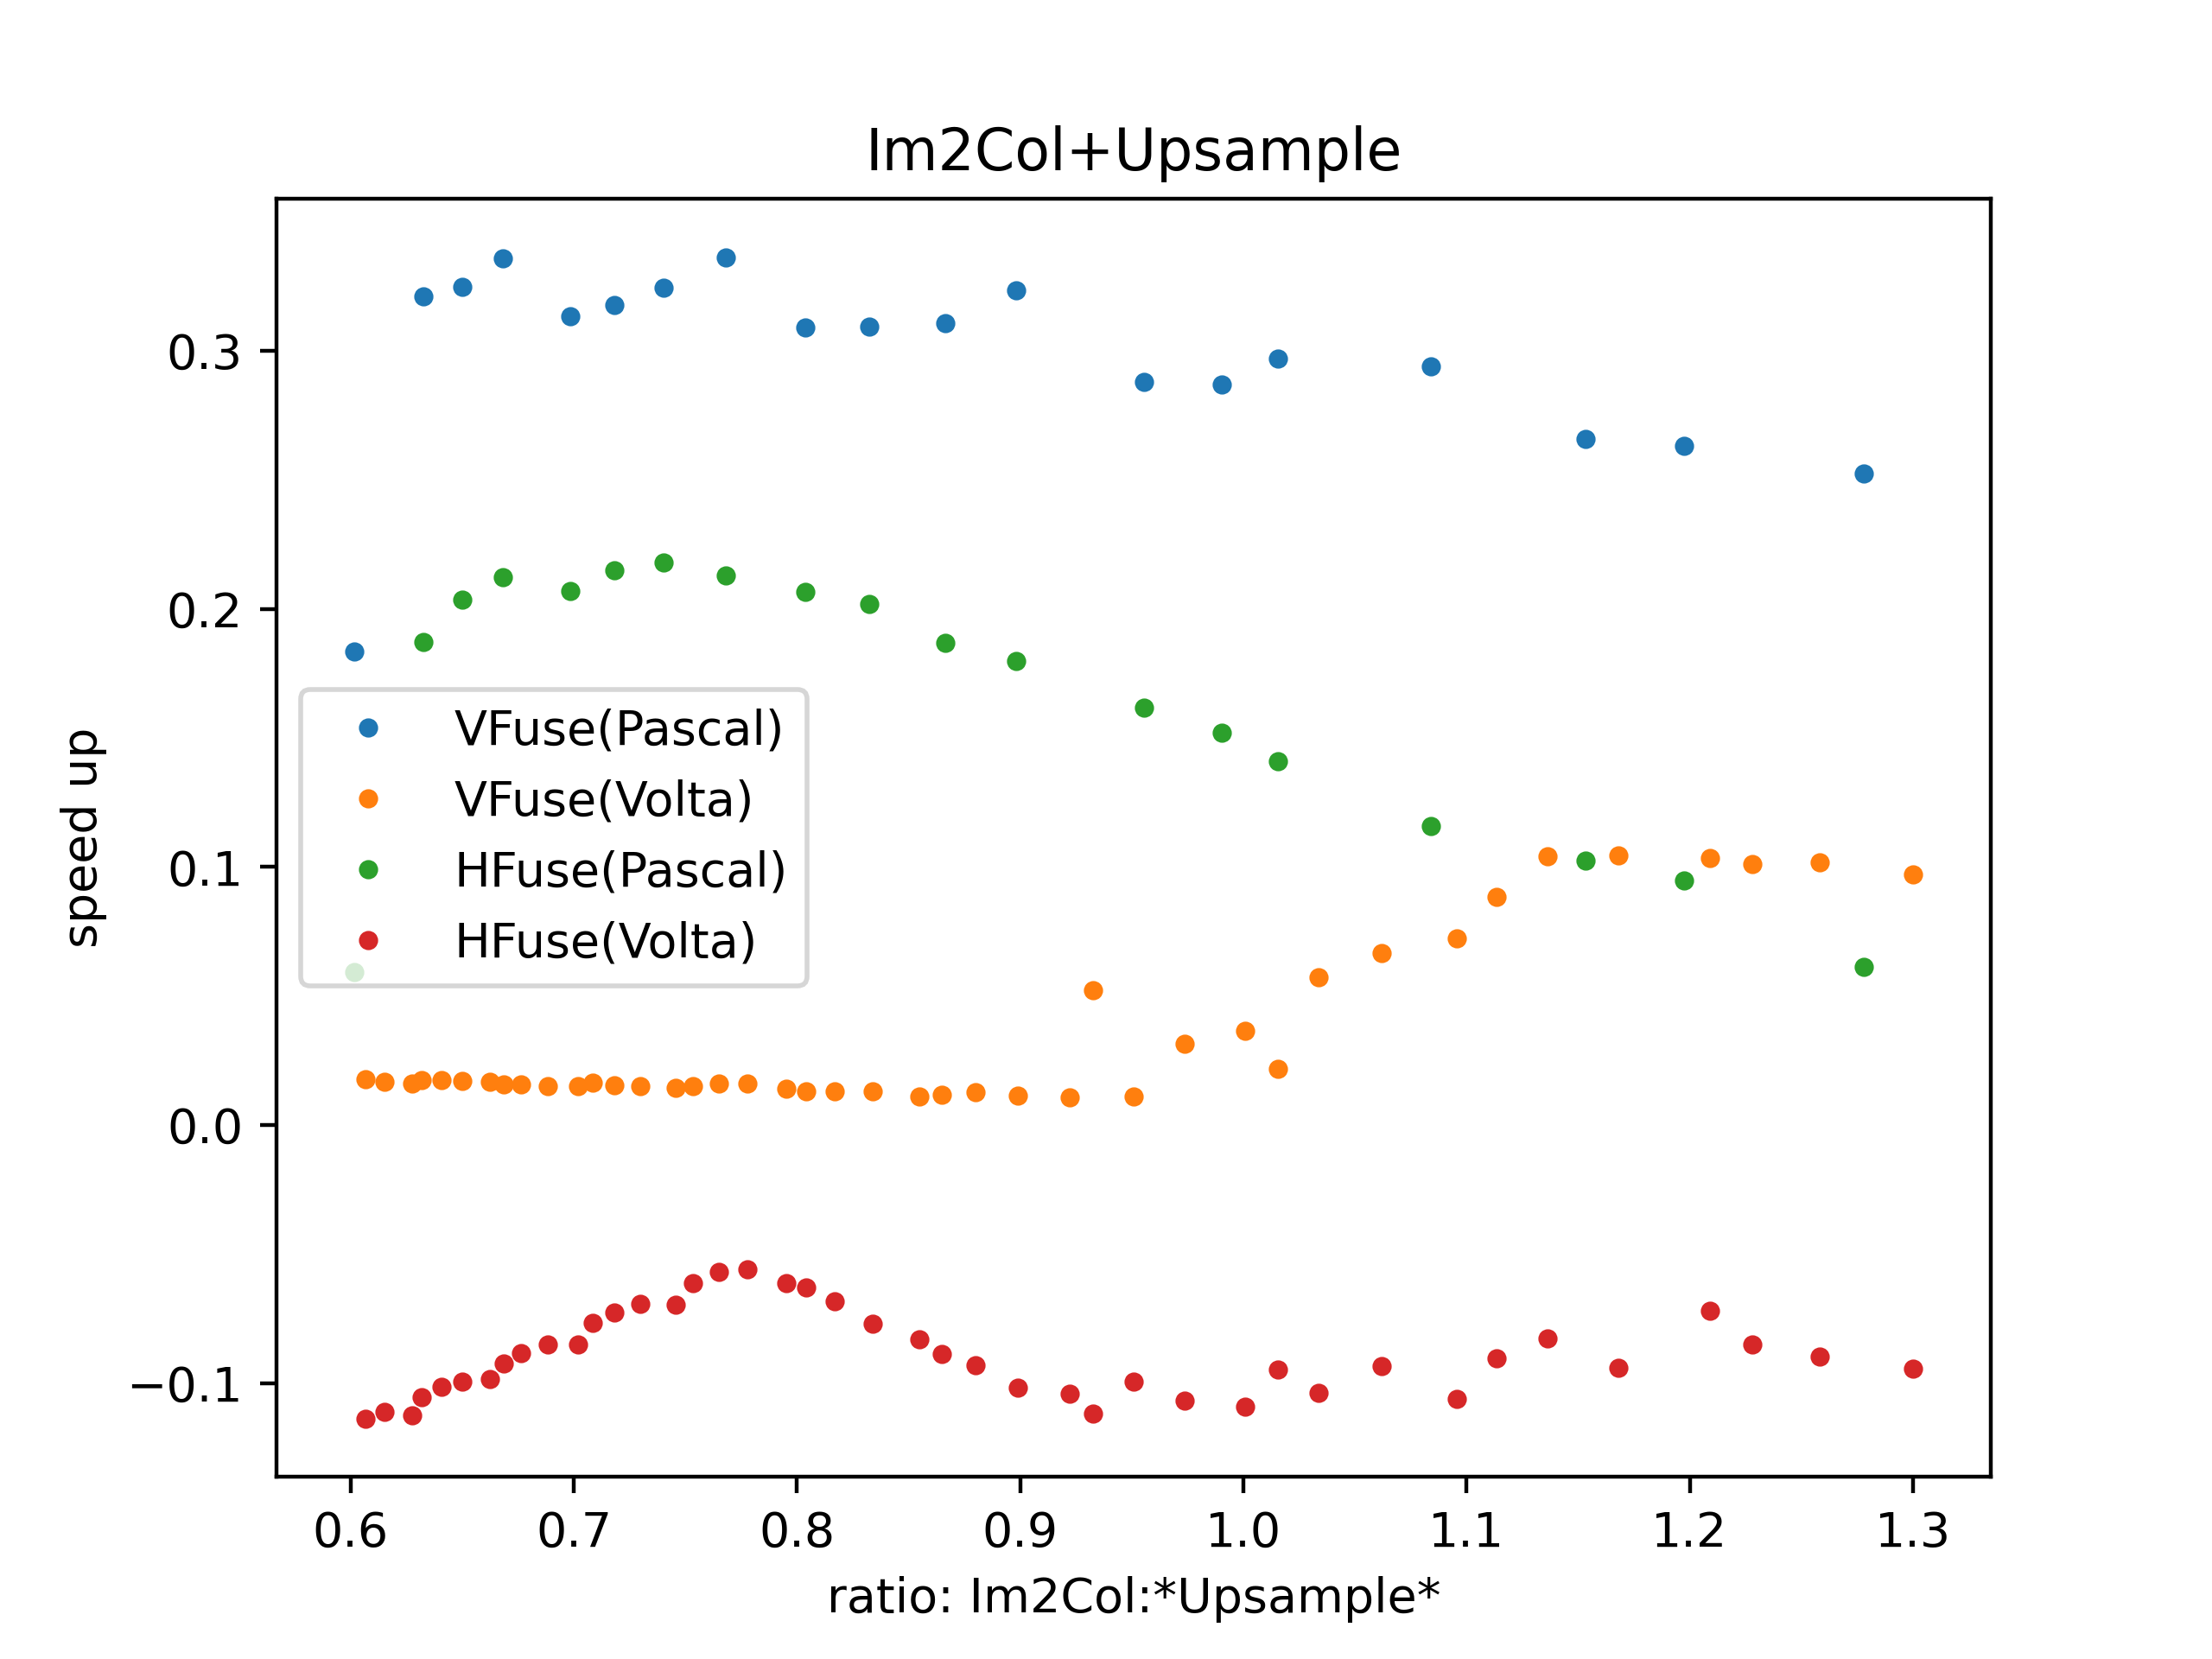 Im2Col+Upsample
speed up
0.3
0.2
0.1
0.0
−0.1
VFuse(Pascal)
VFuse(Volta)
HFuse(Pascal)
HFuse(Volta)
0.6 0.7 0.8 0.9 1.0 1.1 1.2 1.3
ratio: Im2Col:*Upsample*